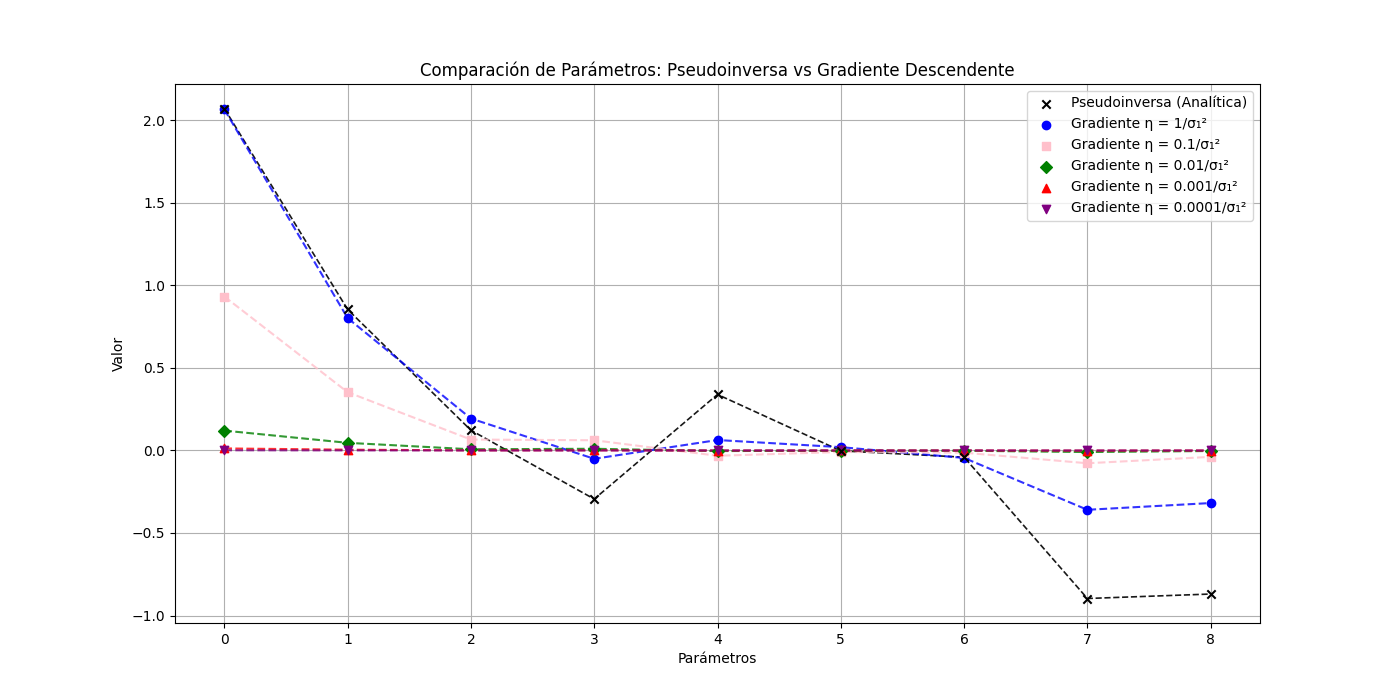 Comparación de Parámetros: Pseudoinversa vs Gradiente Descendente
Pseudoinversa (Analítica)
Gradiente η = 1/σ₁²
Gradiente η = 0.1/σ₁²
Gradiente η = 0.01/σ₁²
Gradiente η = 0.001/σ₁²
Gradiente η = 0.0001/σ₁²
Valor
2.0
1.5
1.0
0.5
0.0
−0.5
−1.0
0 1 2 3 4 5 6 7 8
Parámetros